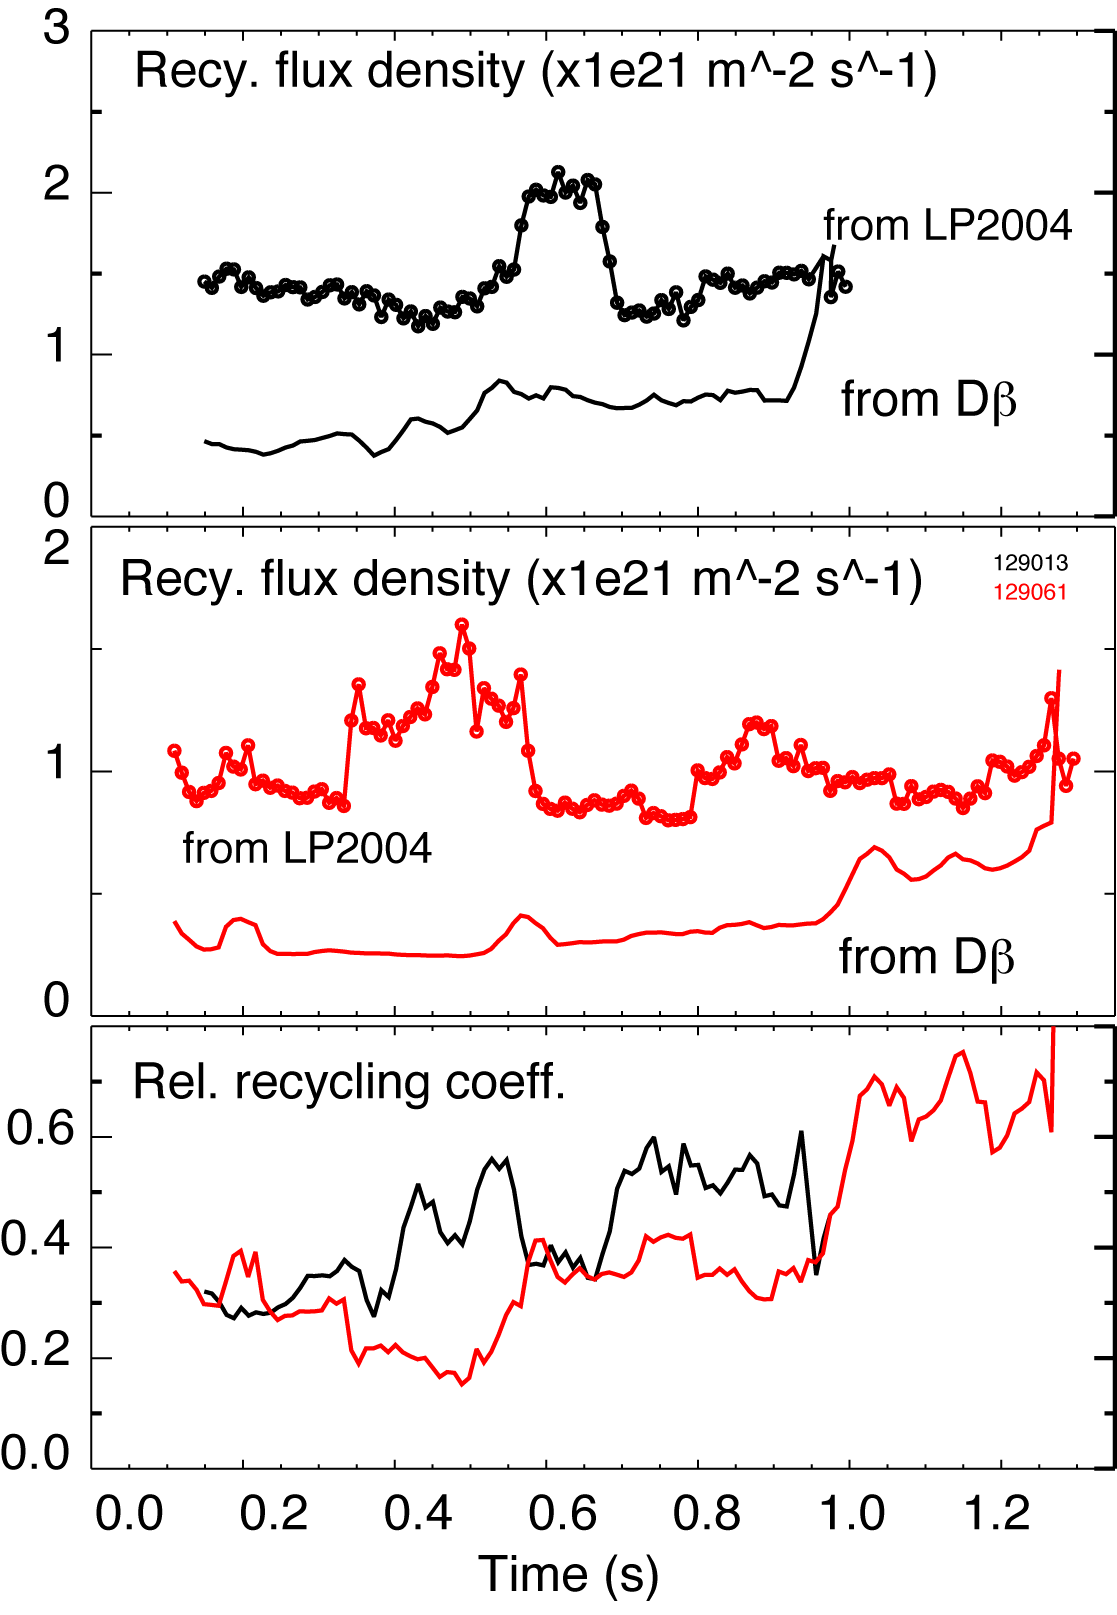 3
Recy. flux density (x1e21 m^-2 s^-1)
2
from LP2004
1
from Dβ
0
2
Recy. flux density (x1e21 m^-2 s^-1)
129013
129061
1
from LP2004
from Dβ
0
Rel. recycling coeff.
0.6
0.4
0.2
0.0
0.0 0.2 0.4 0.6 0.8 1.0 1.2
Time (s)